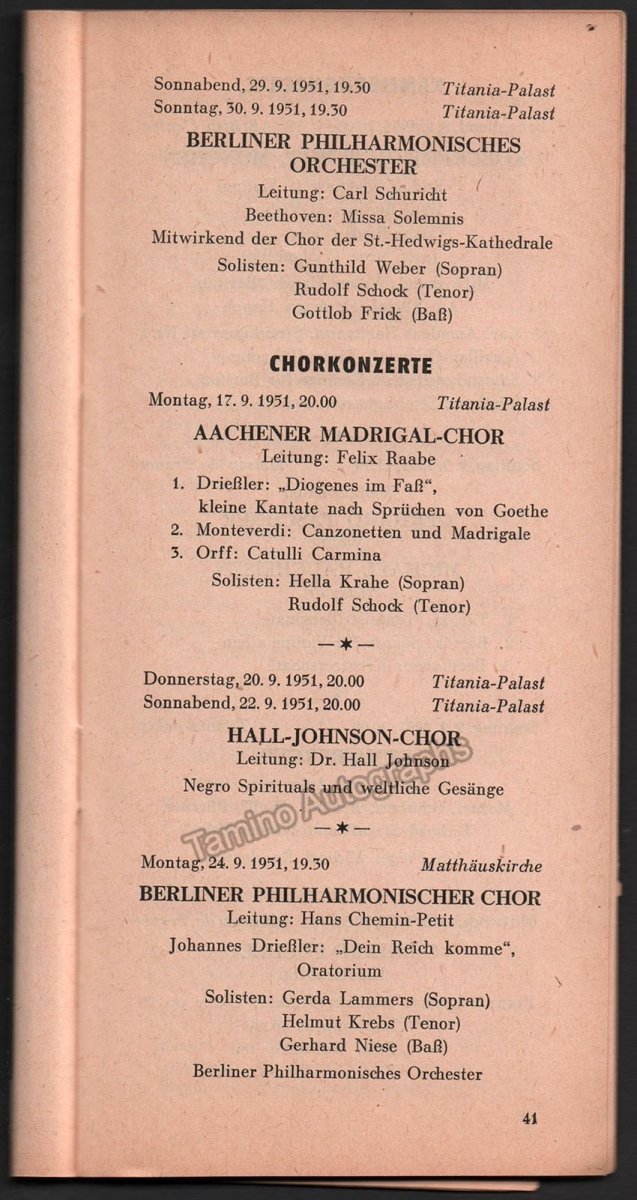 Sonnabend, 29. 9. 1951, 19.30 Titania-Palast
Sonntag, 30. 9. 1951, 19.30 Titania-Palast
BERLINER PHILHARMONISCHES
ORCHESTER
Leitung: Carl Schuricht
Beethoven: Missa Solemnis
Mitwirkend der Chor der St.-Hedwigs-Kathedrale
Solisten: Gunthild Weber (Sopran)
Rudolf Schock (Tenor)
Gottlob Frick (Baß)
CHORKONZERTE
Montag, 17. 9. 1951, 20.00 Titania-Palast
AACHENER MADRIGAL-CHOR
Leitung: Felix Raabe
1. Drießler: „Diogenes im Faß“,
kleine Kantate nach Sprüchen von Goethe
2. Monteverdi: Canzonetten und Madrigale
3. Orff: Catulli Carmina
Solisten: Hella Krahe (Sopran)
Rudolf Schock (Tenor)
Donnerstag, 20. 9. 1951, 20.00 Titania-Palast
Sonnabend, 22. 9. 1951, 20.00 Titania-Palast
HALL-JOHNSON-CHOR
Leitung: Dr. Hall Johnson
Negro Spirituals und weltliche Gesänge
Tamino Autographs
Montag, 24. 9. 1951, 19.30 Matthäuskirche
BERLINER PHILHARMONISCHER CHOR
Leitung: Hans Chemin-Petit
Johannes Drießler: „Dein Reich komme“,
Oratorium
Solisten: Gerda Lammers (Sopran)
Helmut Krebs (Tenor)
Gerhard Niese (Baß)
Berliner Philharmonisches Orchester
41